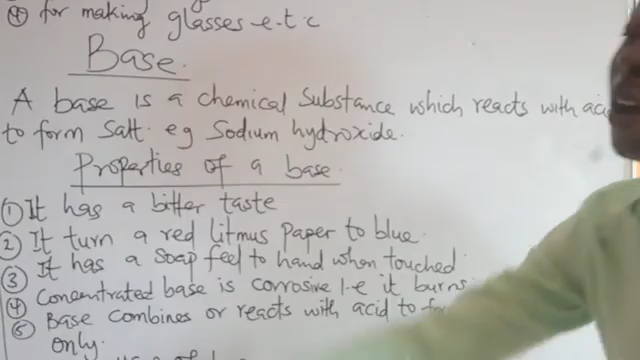 ④ for making glasses e.t.c
Base.
A base is a chemical substance which reacts with acid
to form Salt. eg Sodium hydroxide.
Properties of a base.
① It has a bitter taste
② It turn a red litmus paper to blue.
③ It has a soap feel to hand when touched
④ Concentrated base is corrosive i.e it burns
⑤ Base combines or reacts with acid to
only.